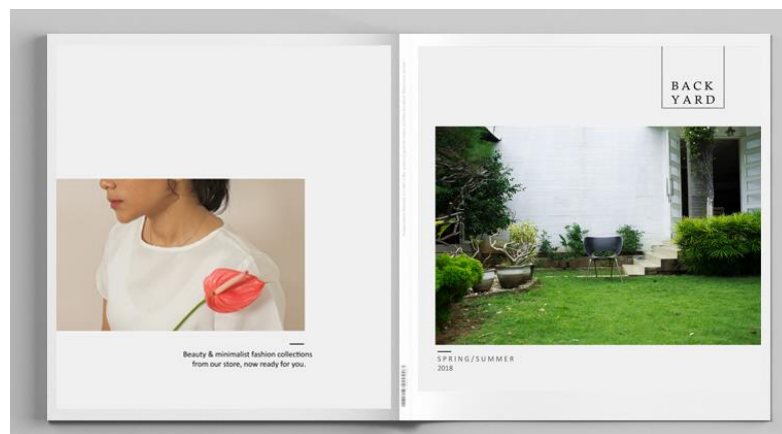 Beauty & minimalist fashion collections
from our store, now ready for you.
BACK
YARD
SPRING/SUMMER
2018